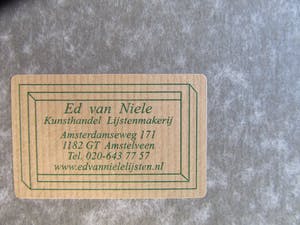 Ed van Niele
Kunsthandel Lijstenmakerij
Amsterdamseweg 171
1182 GT Amstelveen
Tel. 020-643 77 57
www.edvannielelijsten.nl